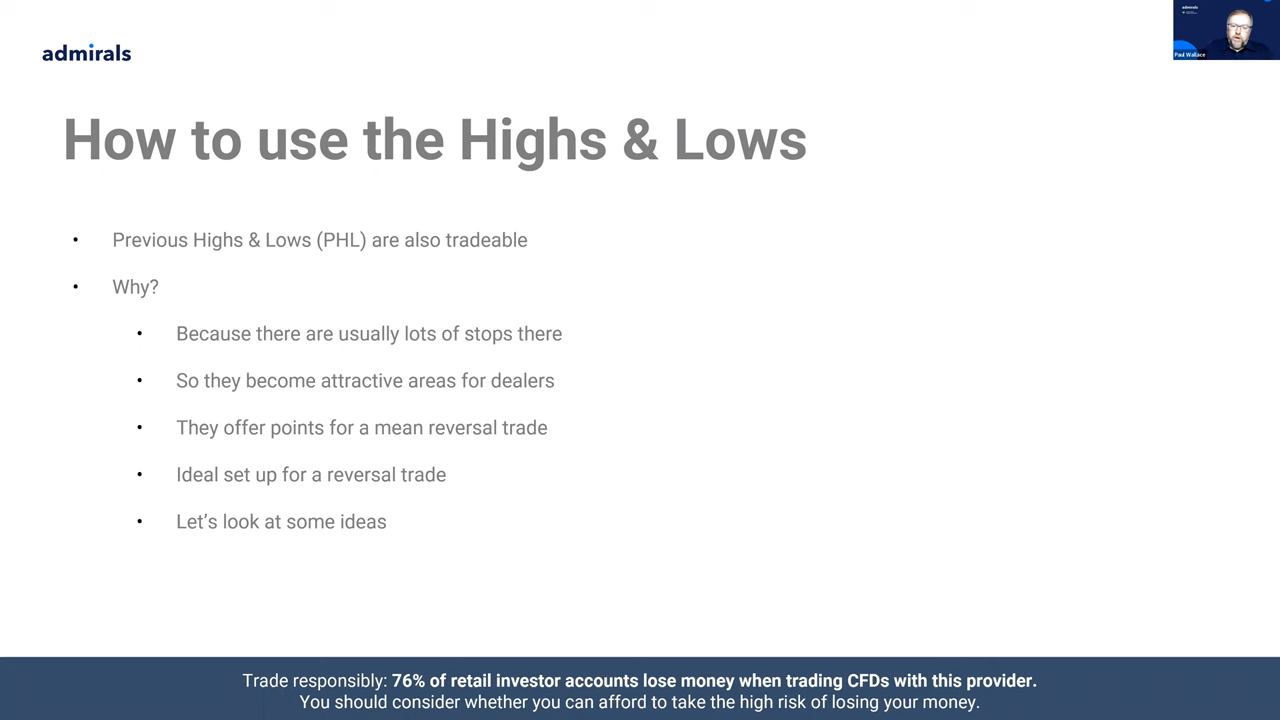 admirals
admirals
Paul Wallace
How to use the Highs & Lows
• Previous Highs & Lows (PHL) are also tradeable
• Why?
• Because there are usually lots of stops there
• So they become attractive areas for dealers
• They offer points for a mean reversal trade
• Ideal set up for a reversal trade
• Let’s look at some ideas
Trade responsibly: 76% of retail investor accounts lose money when trading CFDs with this provider.
You should consider whether you can afford to take the high risk of losing your money.